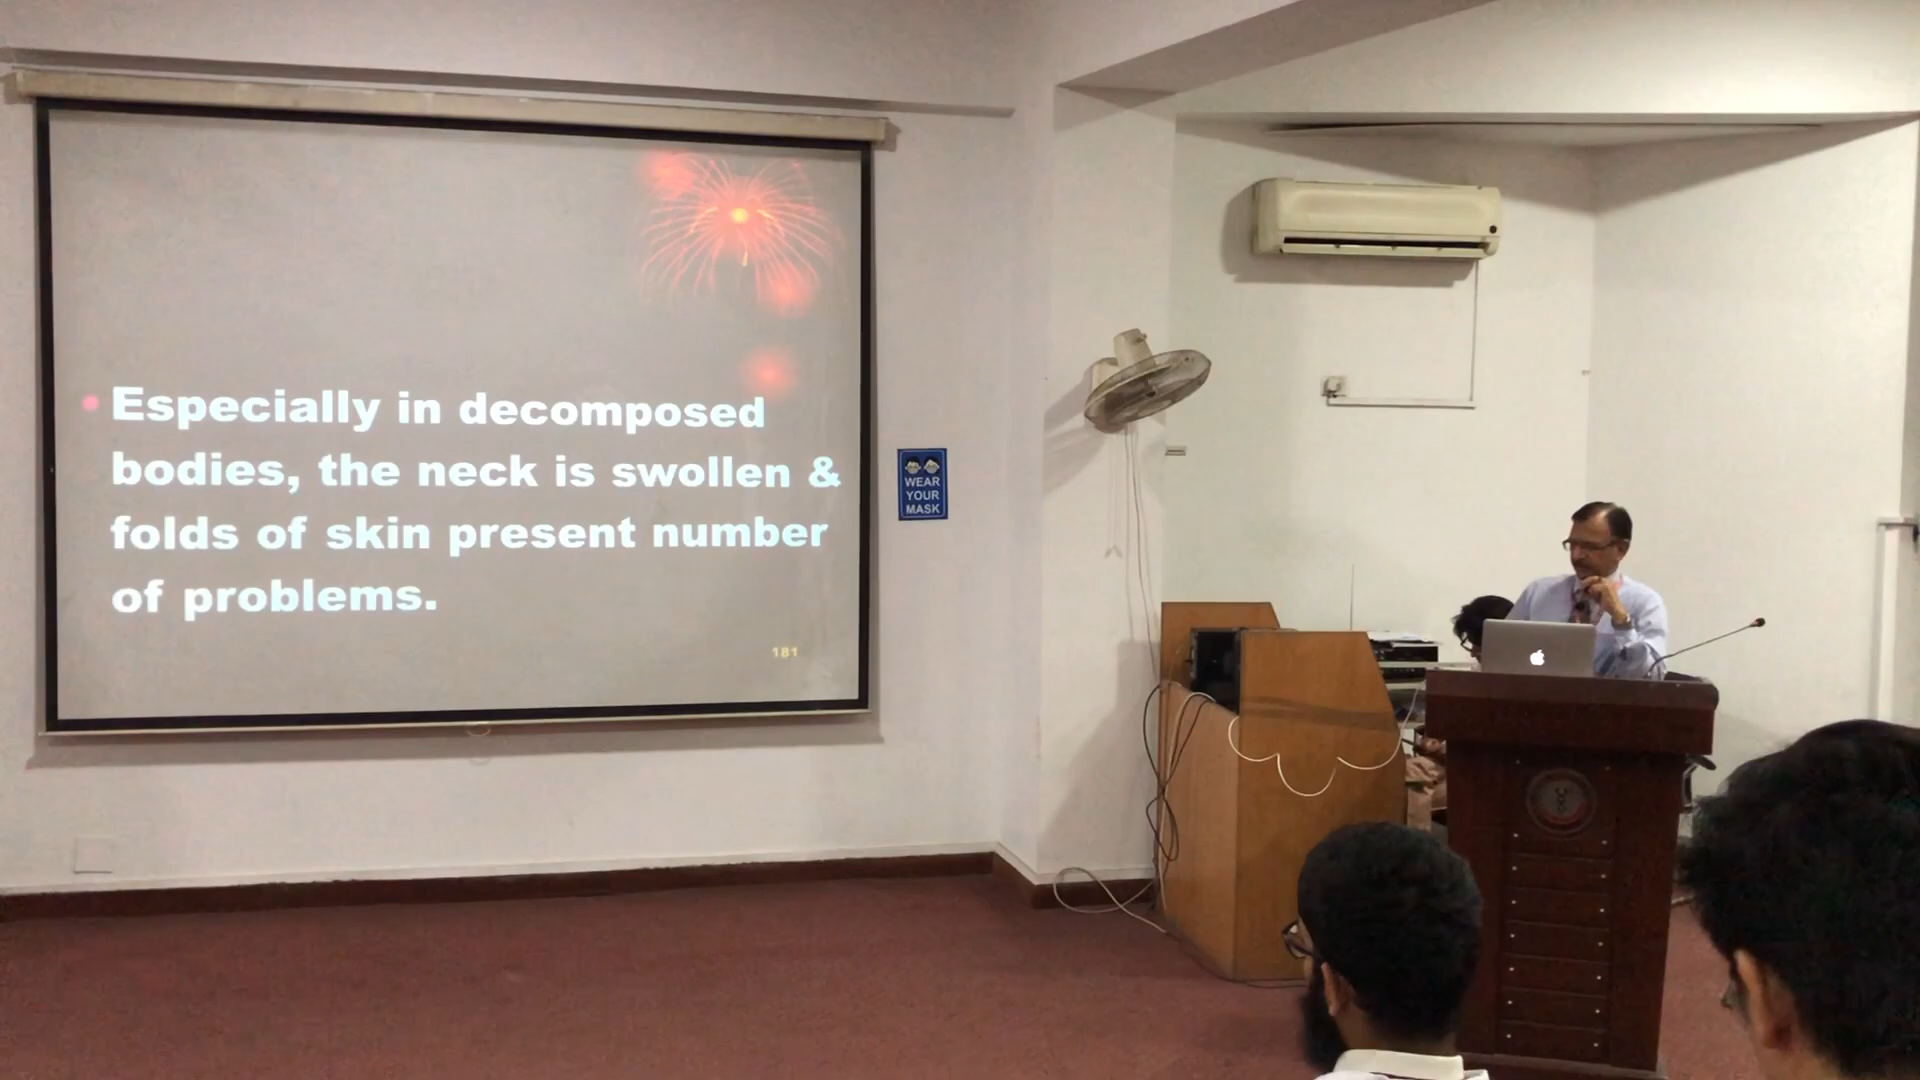 Especially in decomposed
bodies, the neck is swollen &
folds of skin present number
of problems.
181
WEAR
YOUR
MASK